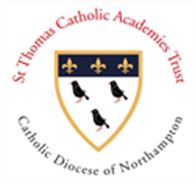 St Thomas Catholic Academies Trust
Catholic Diocese of Northampton